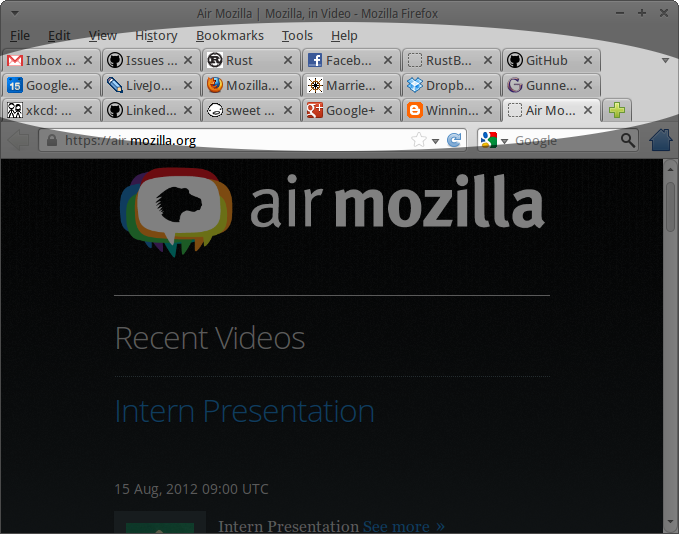 Air Mozilla | Mozilla, in Video - Mozilla Firefox
File Edit View History Bookmarks Tools Help
Inbox ... Issues ... Rust Faceb... RustB... GitHub
15 Google... LiveJo... Mozilla... Marrie... Dropb... Gunne...
xkcd: ... Linked... sweet ... Google+ Winnin... Air Mo...
https://air.mozilla.org Google
air mozilla
Recent Videos
Intern Presentation
15 Aug, 2012 09:00 UTC
Intern Presentation See more »